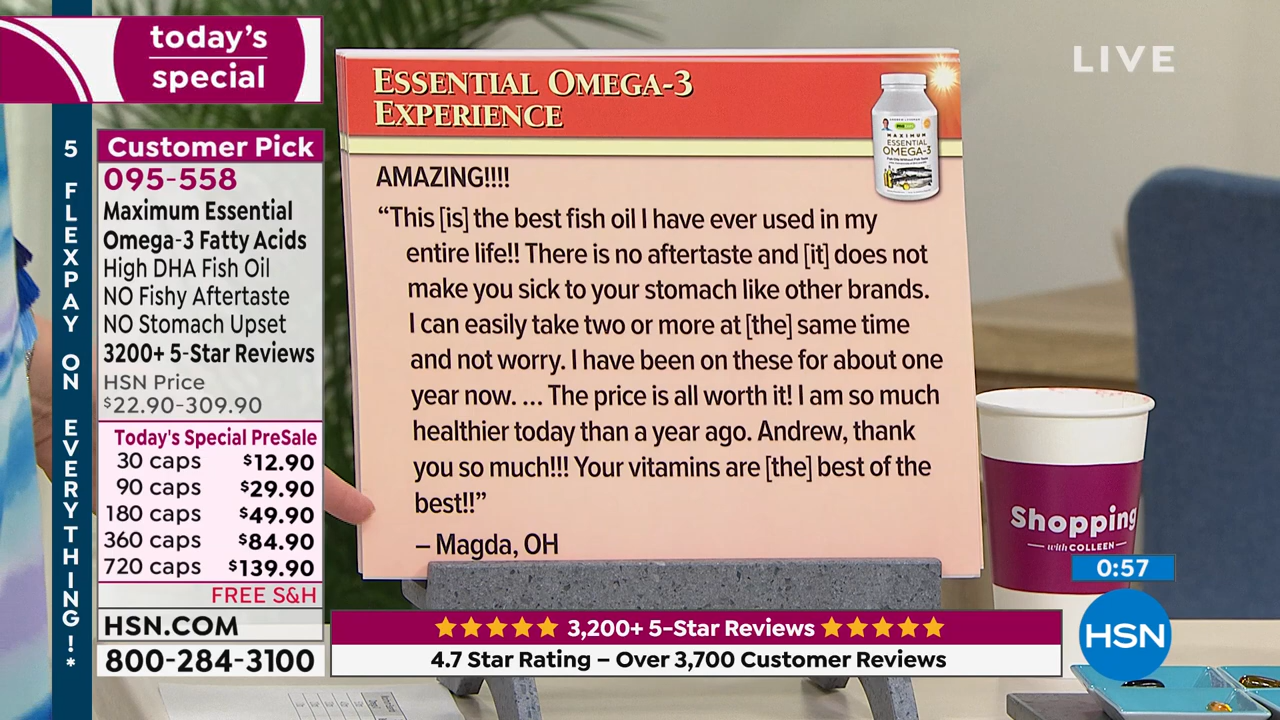 today's
special
5 FLEXPAY ON EVERYTHING!*
Customer Pick
095-558
Maximum Essential
Omega-3 Fatty Acids
High DHA Fish Oil
NO Fishy Aftertaste
NO Stomach Upset
3200+ 5-Star Reviews
HSN Price
$22.90-309.90
Today's Special PreSale
30 caps $12.90
90 caps $29.90
180 caps $49.90
360 caps $84.90
720 caps $139.90
FREE S&H
HSN.COM
800-284-3100
LIVE
ESSENTIAL OMEGA-3
EXPERIENCE
MAXIMUM
ESSENTIAL
OMEGA-3
AMAZING!!!!
“This [is] the best fish oil I have ever used in my
entire life!! There is no aftertaste and [it] does not
make you sick to your stomach like other brands.
I can easily take two or more at [the] same time
and not worry. I have been on these for about one
year now. ... The price is all worth it! I am so much
healthier today than a year ago. Andrew, thank
you so much!!! Your vitamins are [the] best of the
best!!”
– Magda, OH
Shopping
with COLLEEN
0:57
HSN
3,200+ 5-Star Reviews
4.7 Star Rating – Over 3,700 Customer Reviews